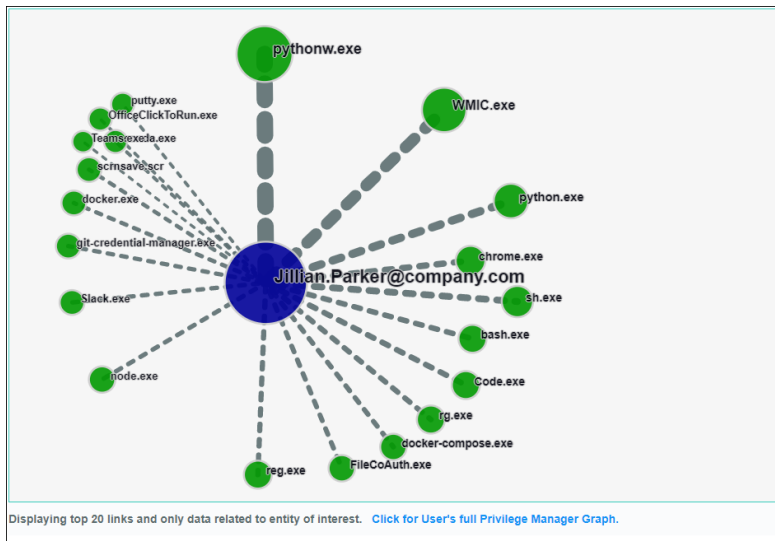 pythonw.exe
WMIC.exe
putty.exe
OfficeClickToRun.exe
Teams.exe
scrnsave.scr
docker.exe
python.exe
git-credential-manager.exe
chrome.exe
Jillian.Parker@company.com
Slack.exe
sh.exe
bash.exe
node.exe
Code.exe
rg.exe
docker-compose.exe
FileCoAuth.exe
reg.exe
Displaying top 20 links and only data related to entity of interest. Click for User's full Privilege Manager Graph.